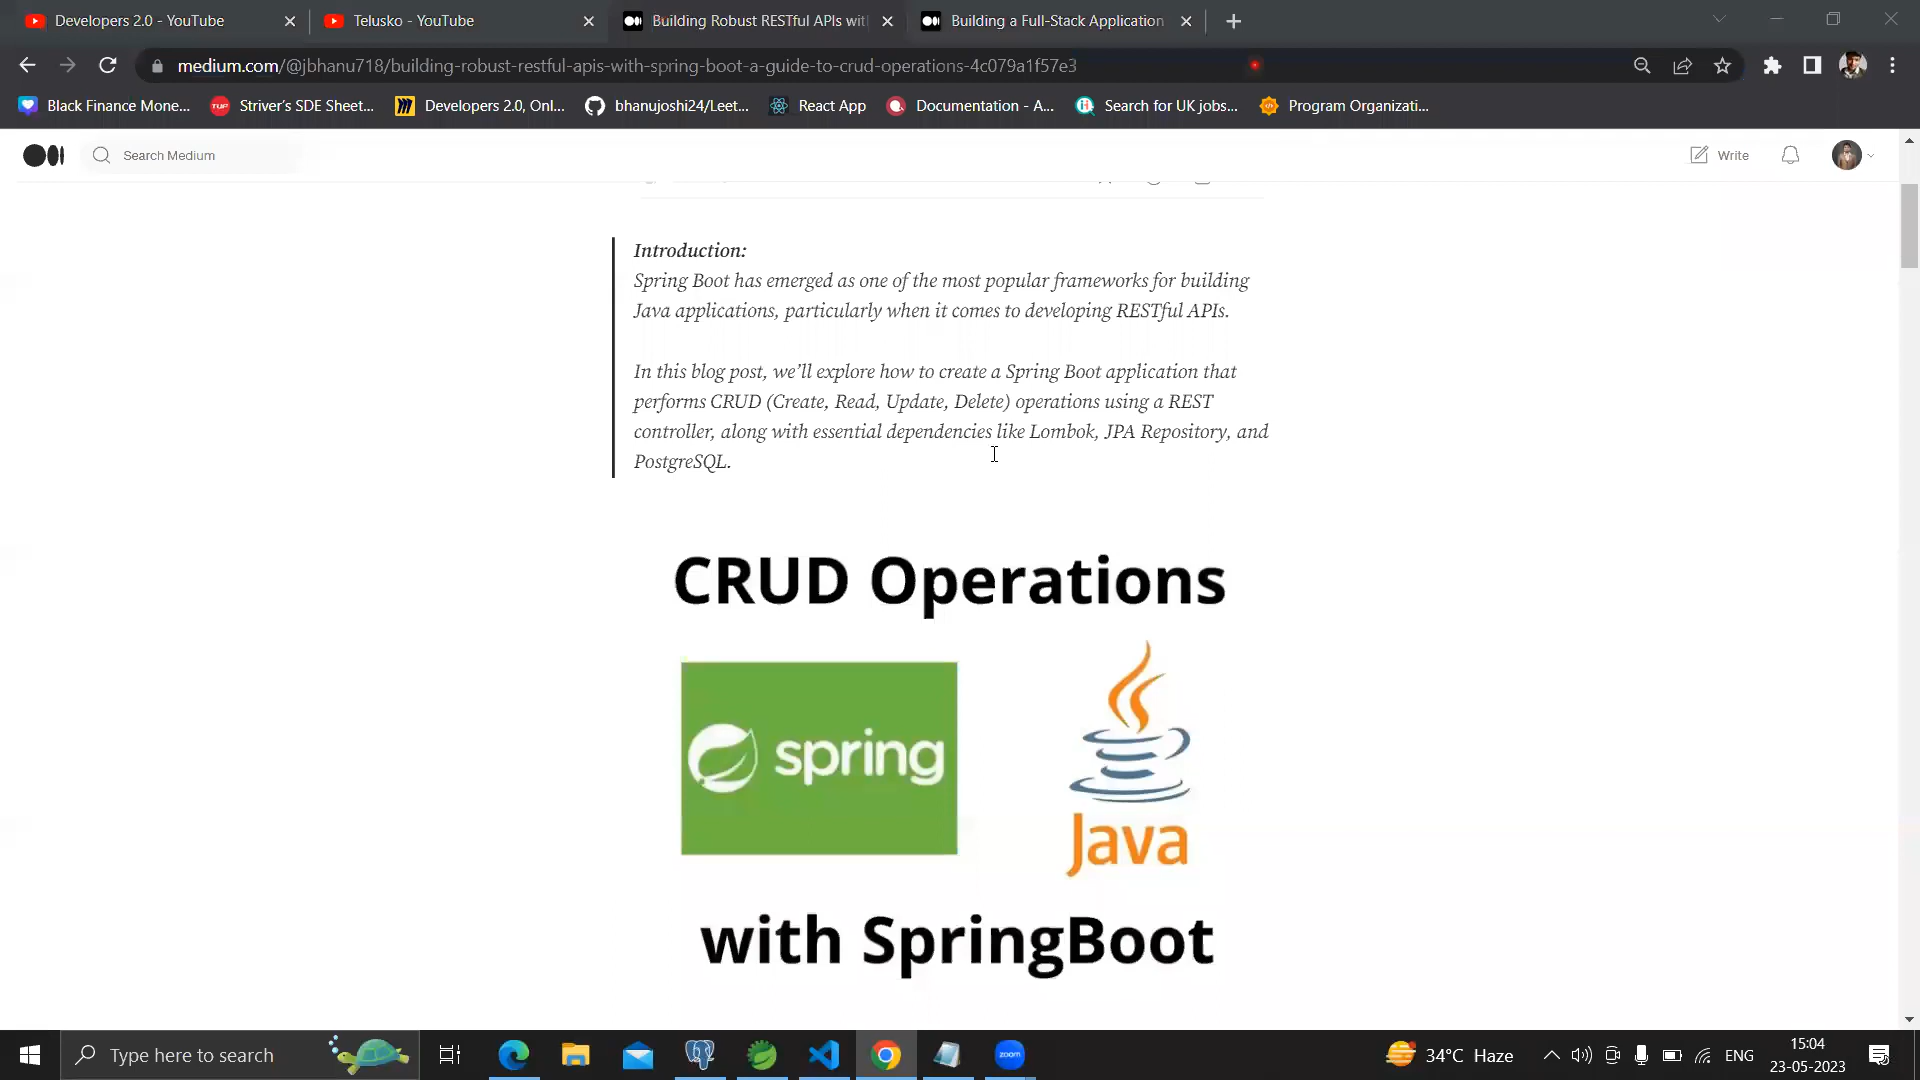 Developers 2.0 - YouTube
Telusko - YouTube
Building Robust RESTful APIs wit
Building a Full-Stack Application
medium.com/@jbhanu718/building-robust-restful-apis-with-spring-boot-a-guide-to-crud-operations-4c079a1f57e3
Black Finance Mone...
TUF
Striver's SDE Sheet...
Developers 2.0, Onl...
bhanujoshi24/Leet...
React App
Documentation - A...
Search for UK jobs...
Program Organizati...
Search Medium
Write
Introduction:
Spring Boot has emerged as one of the most popular frameworks for building
Java applications, particularly when it comes to developing RESTful APIs.
In this blog post, we'll explore how to create a Spring Boot application that
performs CRUD (Create, Read, Update, Delete) operations using a REST
controller, along with essential dependencies like Lombok, JPA Repository, and
PostgreSQL.
CRUD Operations
spring
Java
with SpringBoot
Type here to search
zoom
34°C Haze
ENG
15:04
23-05-2023